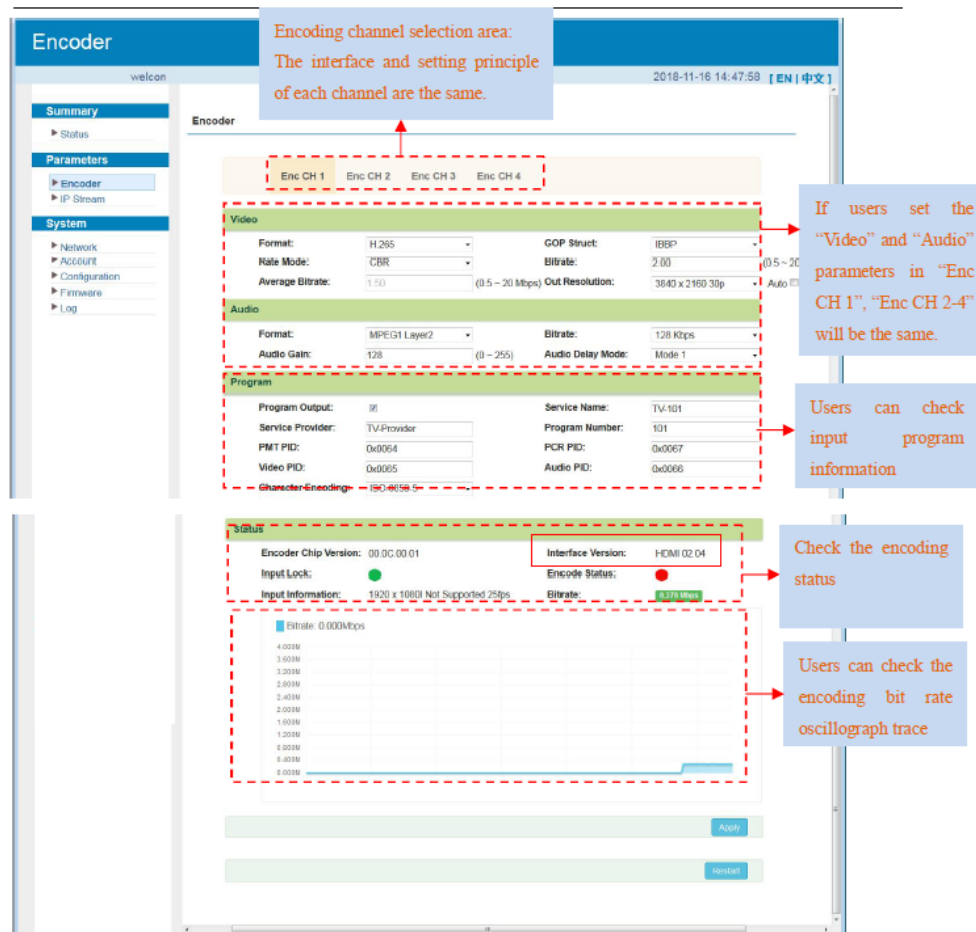 Encoder
Encoding channel selection area:
The interface and setting principle
of each channel are the same.
welcon
2018-11-16 14:47:58 [ EN | 中文 ]
Summary
Status
Parameters
Encoder
IP Stream
System
Network
Account
Configuration
Firmware
Log
Encoder
Enc CH 1 Enc CH 2 Enc CH 3 Enc CH 4
Video
Format: H.265 GOP Struct: IBBP
Rate Mode: CBR Bitrate: 2.00 (0.5 ~ 20
Average Bitrate: 1.50 (0.5 ~ 20 Mbps) Out Resolution: 3840 x 2160 30p Auto
Audio
Format: MPEG1 Layer2 Bitrate: 128 Kbps
Audio Gain: 128 (0 ~ 255) Audio Delay Mode: Mode 1
If users set the
“Video” and “Audio”
parameters in “Enc
CH 1”, “Enc CH 2-4”
will be the same.
Program
Program Output: Service Name: TV-101
Service Provider: TV-Provider Program Number: 101
PMT PID: 0x0064 PCR PID: 0x0067
Video PID: 0x0065 Audio PID: 0x0066
Character Encoding: ISO-8859-5
Users can check
input program
information
Status
Encoder Chip Version: 00.0C.00.01 Interface Version: HDMI 02.04
Input Lock: Encode Status:
Input Information: 1920 x 1080I Not Supported 25fps Bitrate: 0.278 Mbps
Check the encoding
status
Bitrate: 0.000Mbps
4.000M
3.600M
3.200M
2.800M
2.400M
2.000M
1.600M
1.200M
0.800M
0.400M
0.000M
Users can check the
encoding bit rate
oscillograph trace
Apply
Restart